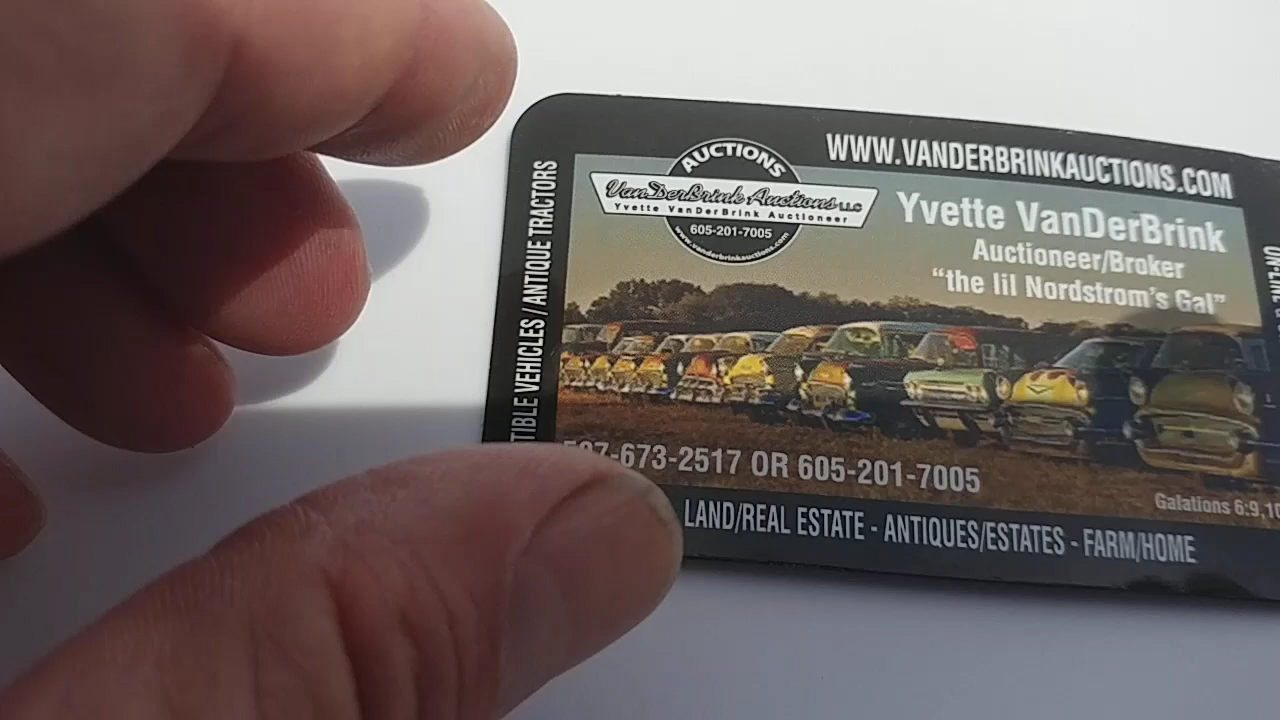 WWW.VANDERBRINKAUCTIONS.COM
AUCTIONS
VanDerBrink Auctions LLC
Yvette VanDerBrink Auctioneer
605-201-7005
www.vanderbrinkauctions.com
Yvette VanDerBrink
Auctioneer/Broker
“the lil Nordstrom's Gal”
VEHICLES / ANTIQUE TRACTORS
-673-2517 OR 605-201-7005
Galations 6:9,10
LAND/REAL ESTATE - ANTIQUES/ESTATES - FARM/HOME